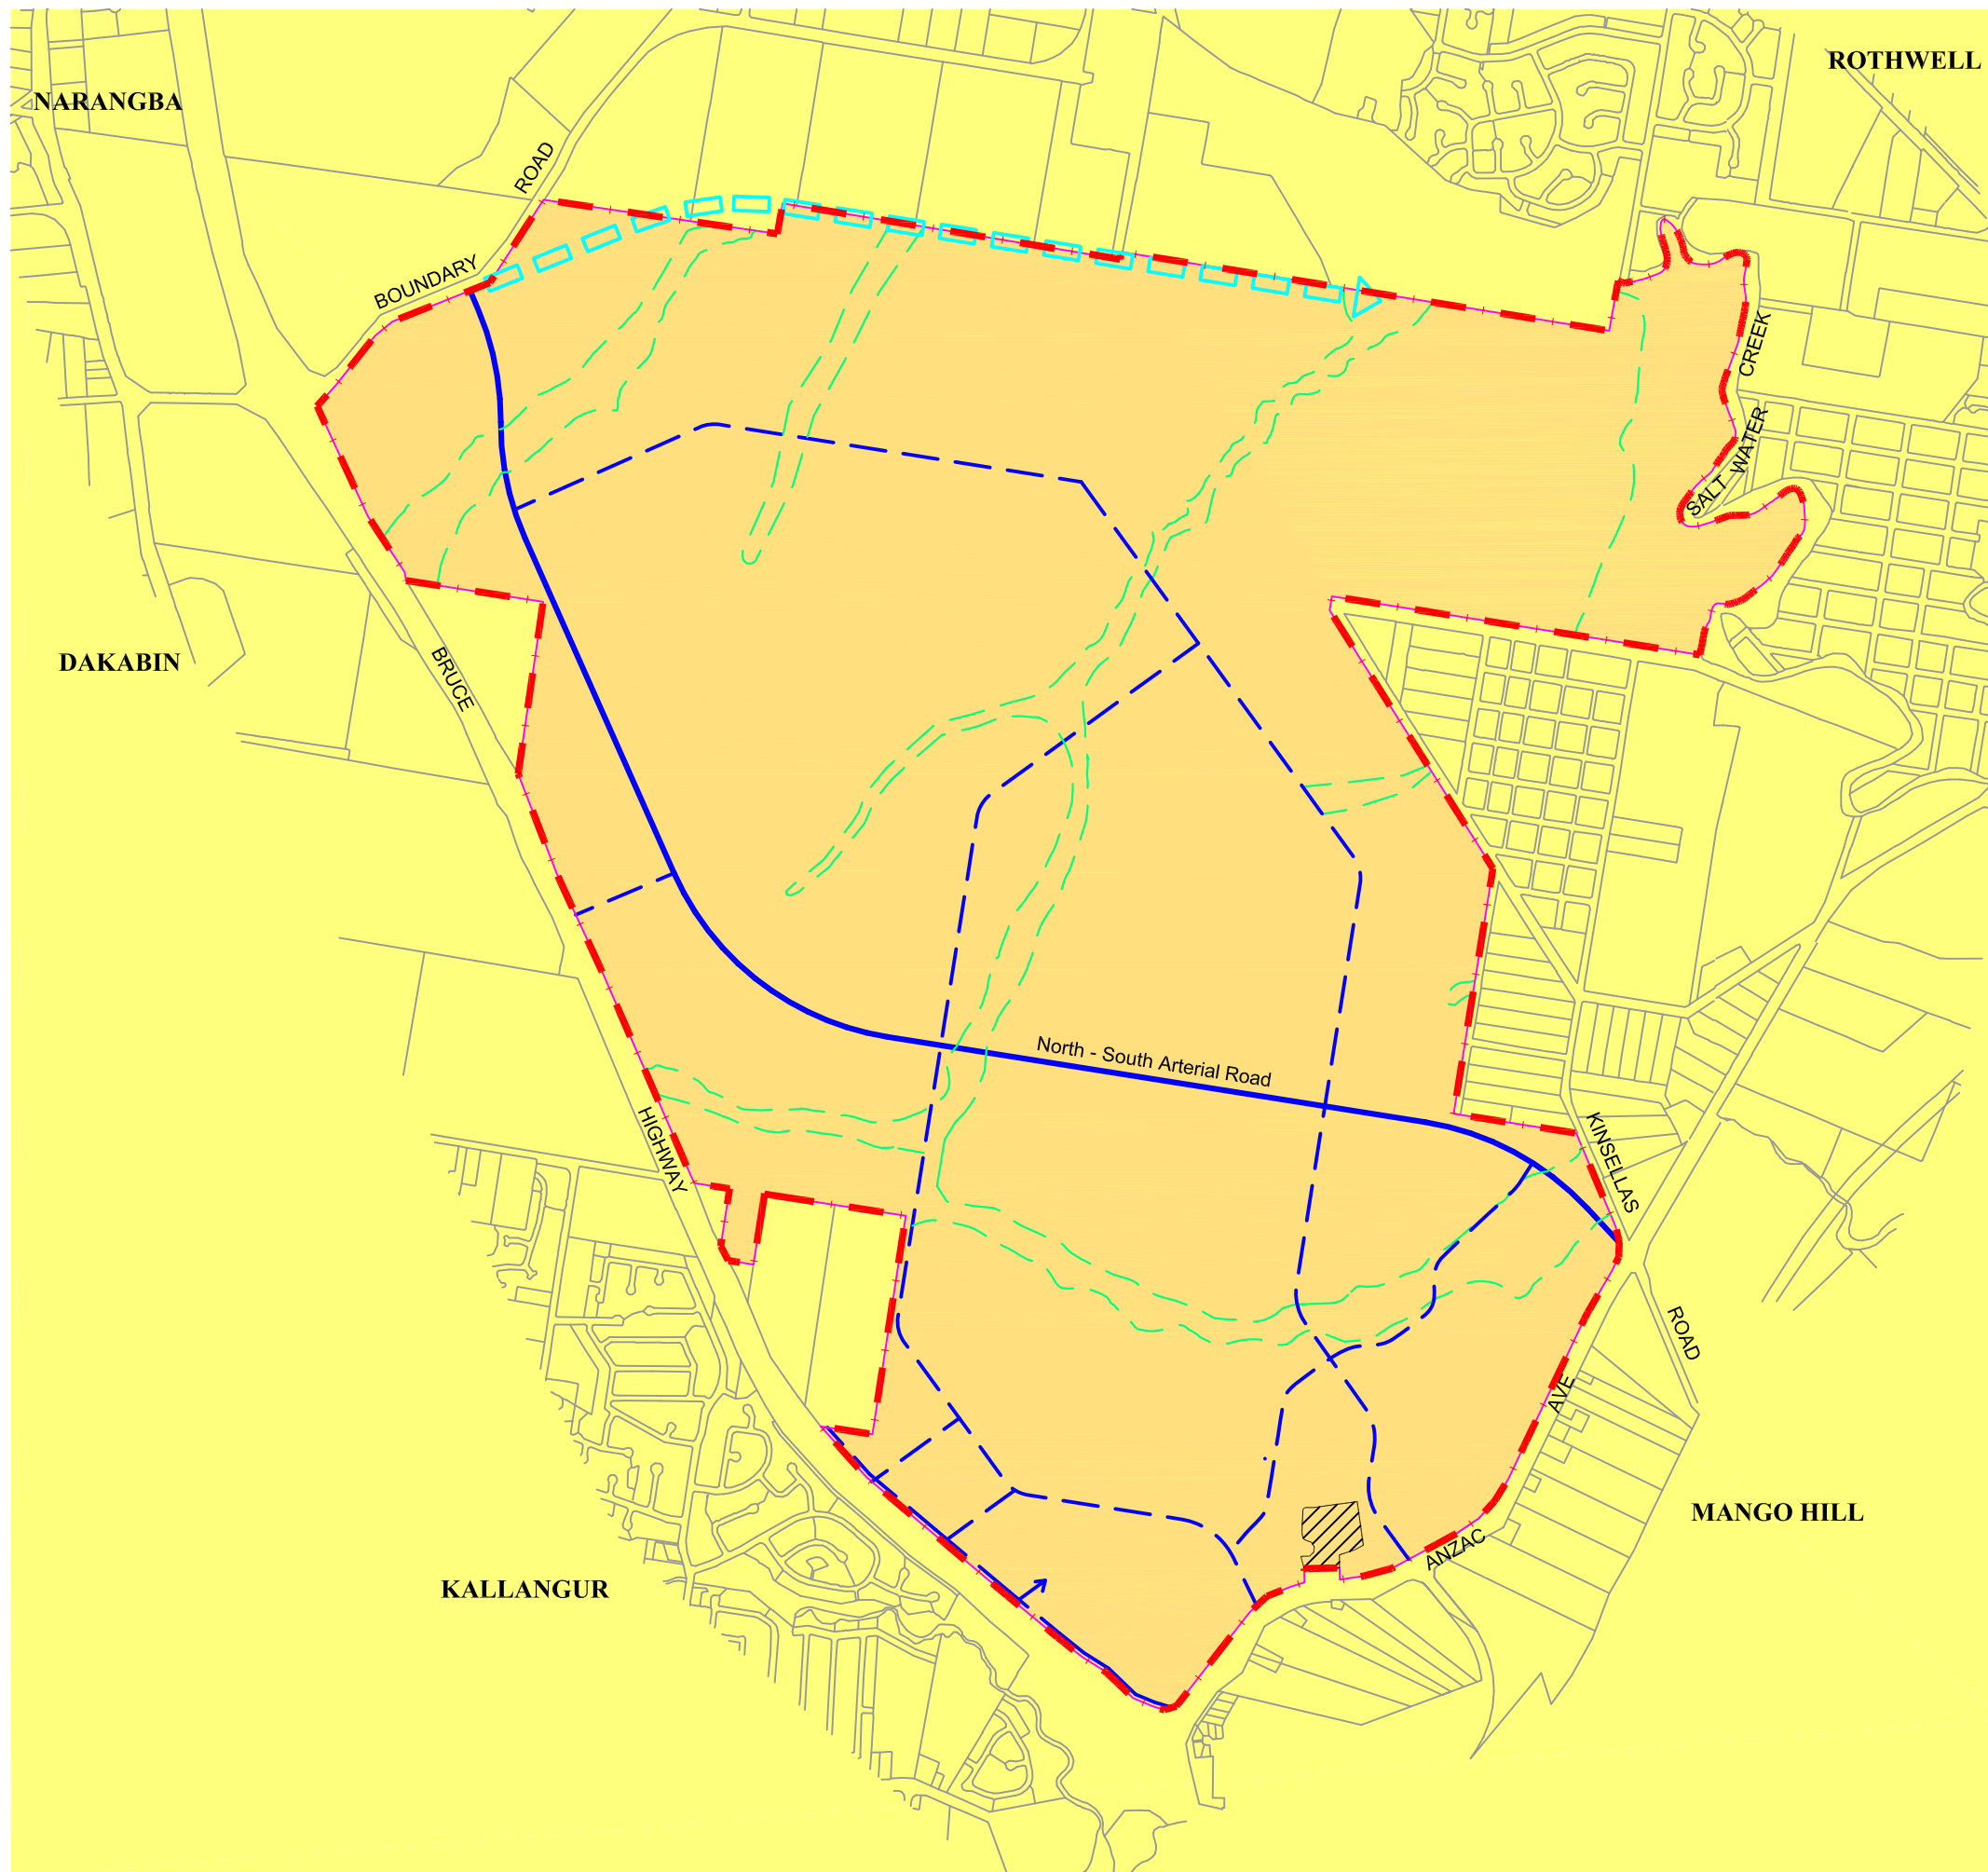 ROTHWELL
NARANGBA
ROAD
BOUNDARY
CREEK
SALT WATER
DAKABIN
BRUCE
North - South Arterial Road
HIGHWAY
KINSELLAS
ROAD
AVE
MANGO HILL
ANZAC
KALLANGUR